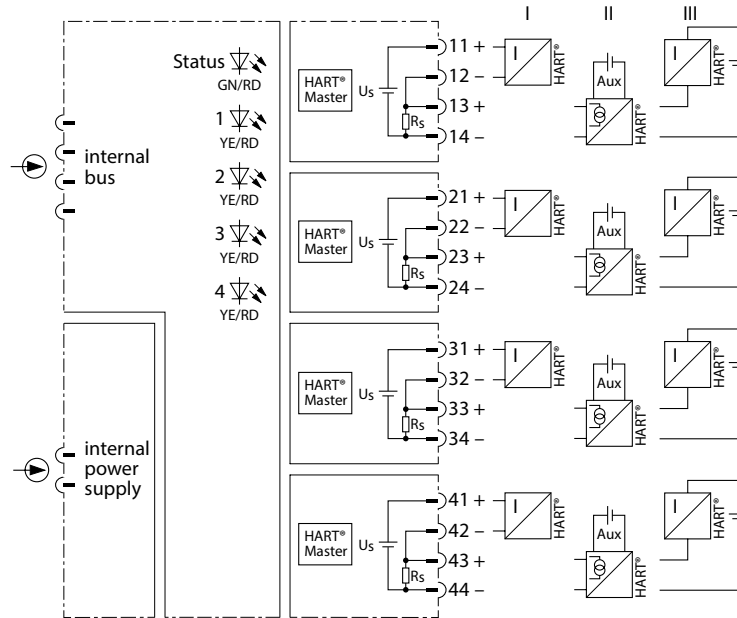 I II III
Status
GN/RD
1
YE/RD
2
YE/RD
3
YE/RD
4
YE/RD
internal
bus
internal
power
supply
HART®
Master
Us
Rs
11 +
12 –
13 +
14 –
I
HART®
Aux
HART®
I
HART®
HART®
Master
Us
Rs
21 +
22 –
23 +
24 –
I
HART®
Aux
HART®
I
HART®
HART®
Master
Us
Rs
31 +
32 –
33 +
34 –
I
HART®
Aux
HART®
I
HART®
HART®
Master
Us
Rs
41 +
42 –
43 +
44 –
I
HART®
Aux
HART®
I
HART®